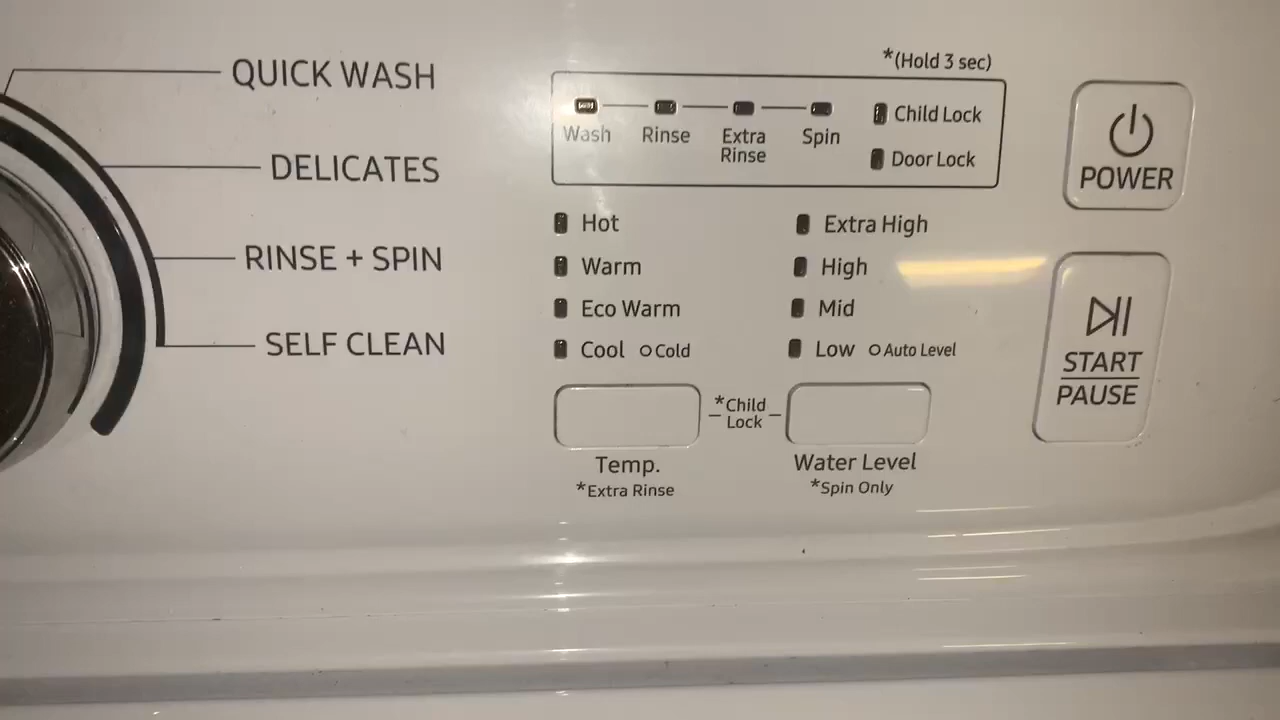 QUICK WASH
DELICATES
RINSE + SPIN
SELF CLEAN
*(Hold 3 sec)
Wash
Rinse
Extra
Rinse
Spin
Child Lock
Door Lock
Hot
Warm
Eco Warm
Cool Cold
Extra High
High
Mid
Low Auto Level
*Child
Lock
Temp.
*Extra Rinse
Water Level
*Spin Only
POWER
START
PAUSE